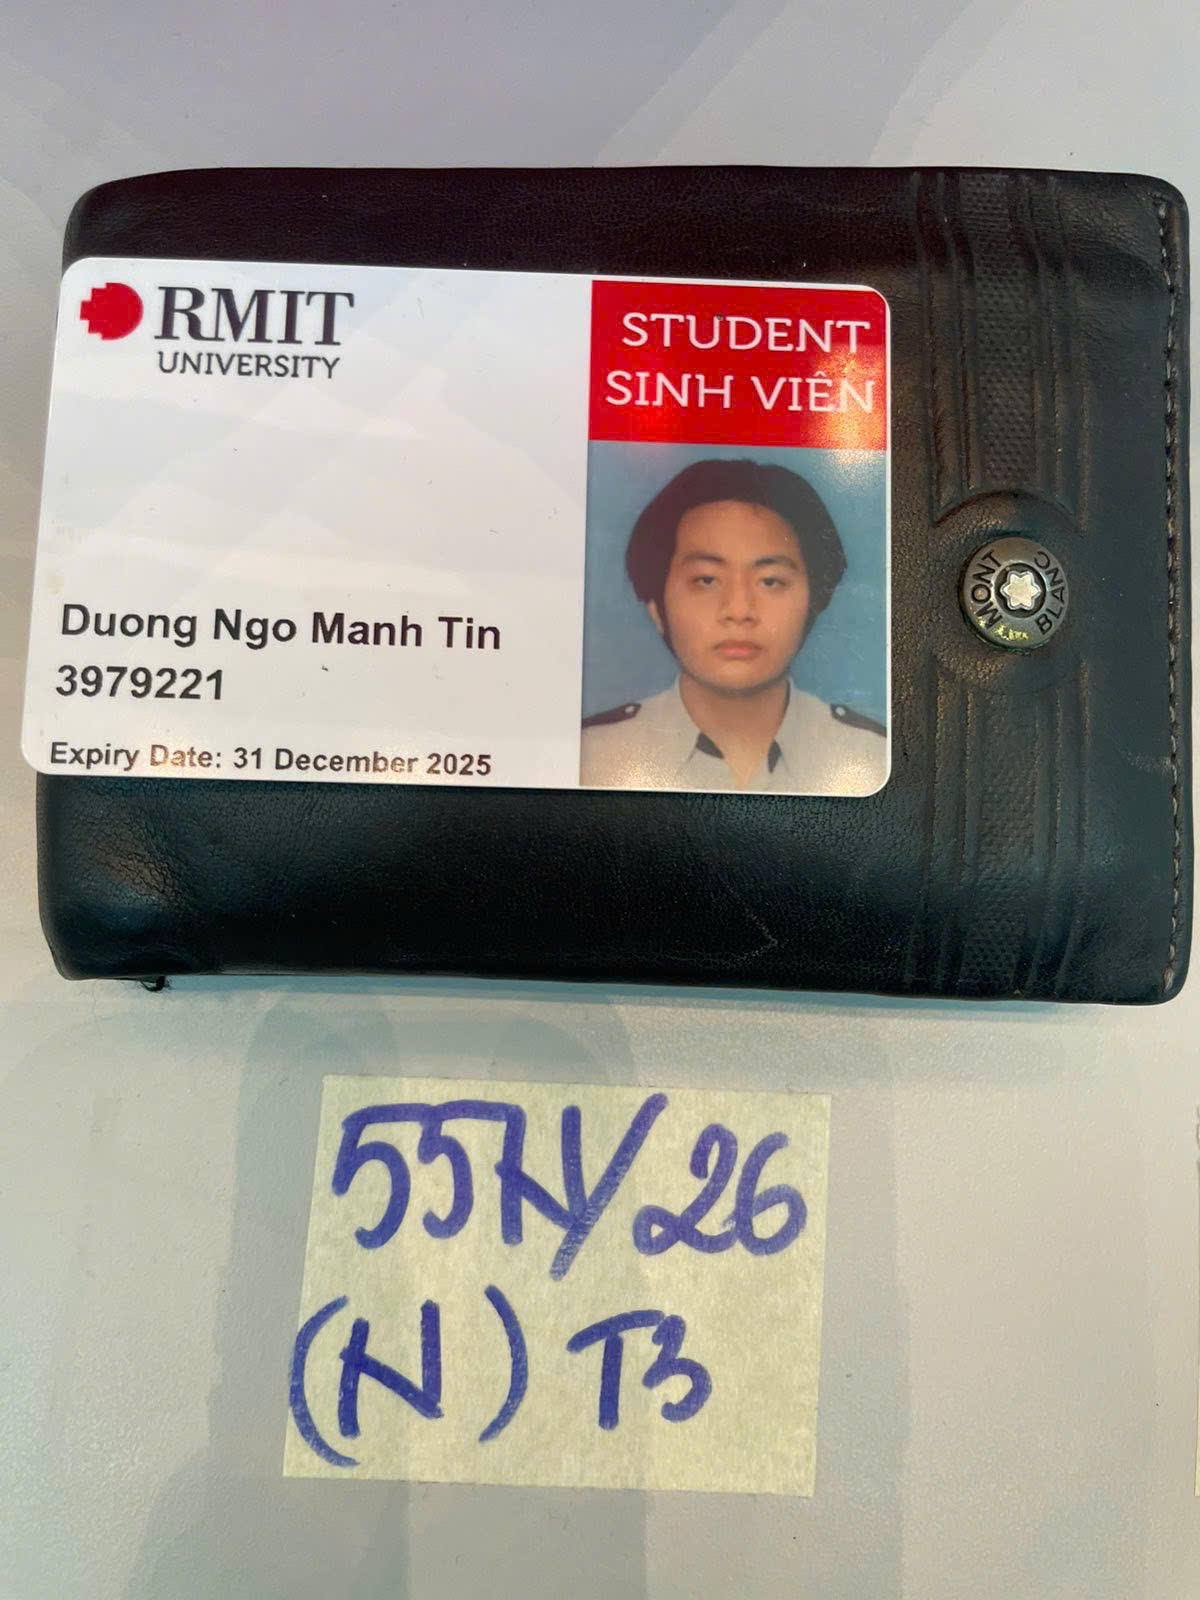 RMIT
UNIVERSITY
STUDENT
SINH VIÊN
Duong Ngo Manh Tin
3979221
Expiry Date: 31 December 2025
MONT
BLANC
/26
(N) T3